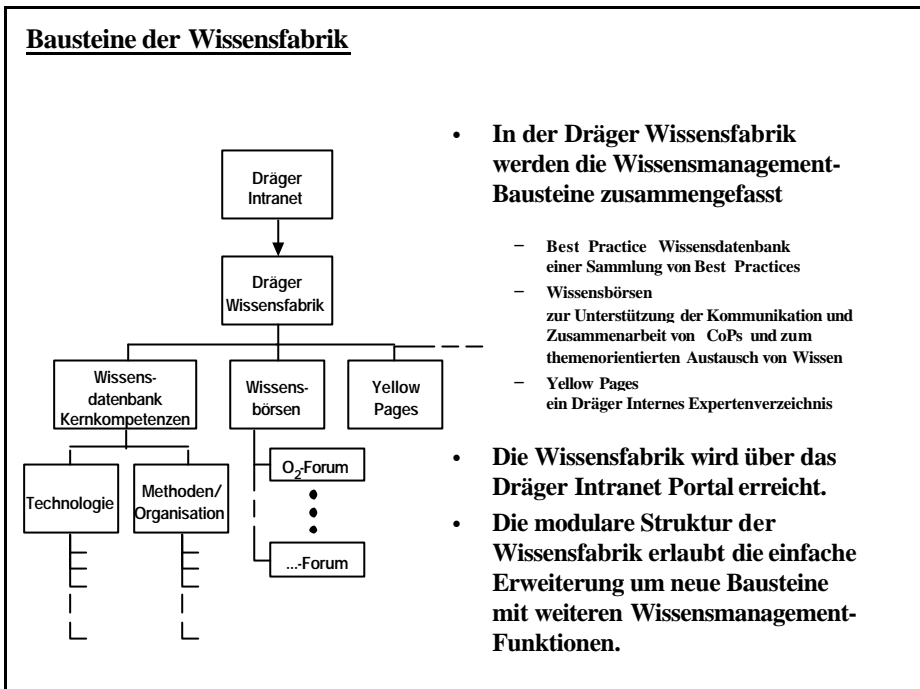 Bausteine der Wissensfabrik
Dräger
Intranet
Dräger
Wissensfabrik
Wissens-
datenbank
Kernkompetenzen
Wissens-
börsen
Yellow
Pages
Technologie
Methoden/
Organisation
O₂-Forum
...-Forum
• In der Dräger Wissensfabrik
werden die Wissensmanagement-
Bausteine zusammengefasst
– Best Practice Wissensdatenbank
einer Sammlung von Best Practices
– Wissensbörsen
zur Unterstützung der Kommunikation und
Zusammenarbeit von CoPs und zum
themenorientierten Austausch von Wissen
– Yellow Pages
ein Dräger Internes Expertenverzeichnis
• Die Wissensfabrik wird über das
Dräger Intranet Portal erreicht.
• Die modulare Struktur der
Wissensfabrik erlaubt die einfache
Erweiterung um neue Bausteine
mit weiteren Wissensmanagement-
Funktionen.